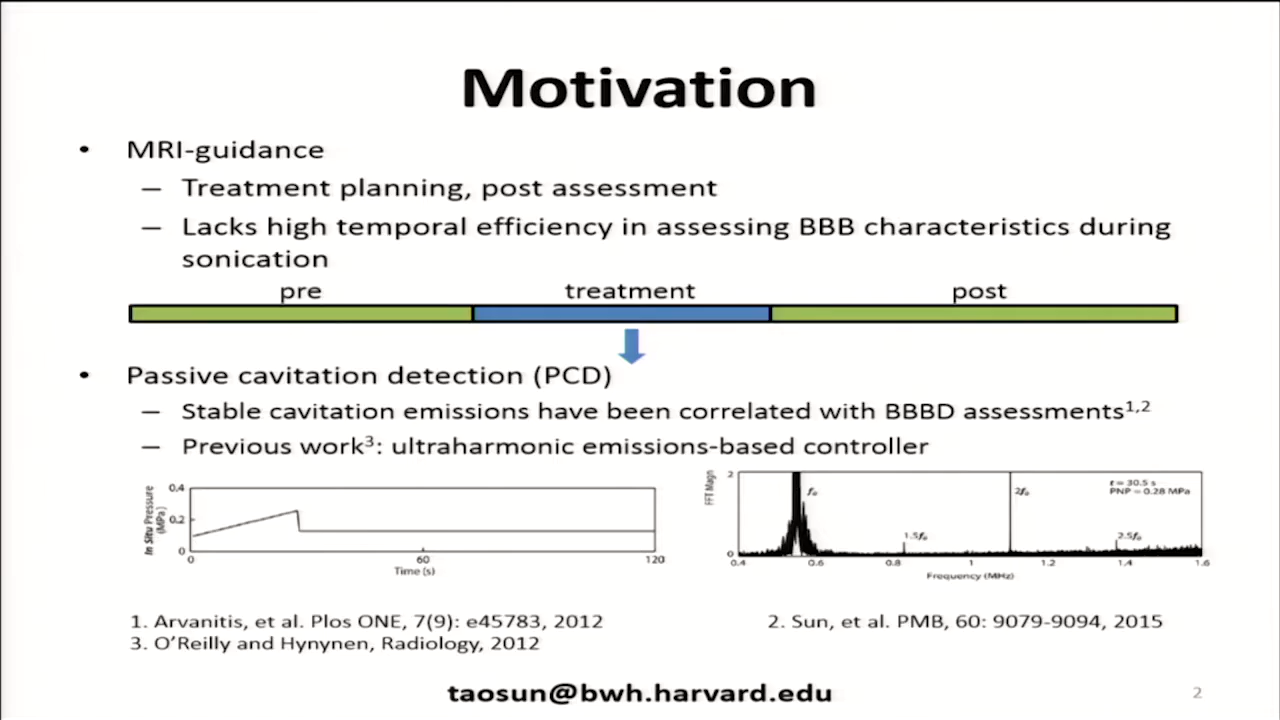 Motivation
• MRI-guidance
– Treatment planning, post assessment
– Lacks high temporal efficiency in assessing BBB characteristics during
sonication
pre treatment post
• Passive cavitation detection (PCD)
– Stable cavitation emissions have been correlated with BBBD assessments1,2
– Previous work3: ultraharmonic emissions-based controller
In Situ Pressure
(MPa)
0.4
0.2
0
0 60 120
Time (s)
FFT Magn
2
0
f₀
2f₀
t = 30.5 s
PNP = 0.28 MPa
1.5f₀
2.5f₀
0.4 0.6 0.8 1 1.2 1.4 1.6
Frequency (MHz)
1. Arvanitis, et al. Plos ONE, 7(9): e45783, 2012
2. Sun, et al. PMB, 60: 9079-9094, 2015
3. O'Reilly and Hynynen, Radiology, 2012
taosun@bwh.harvard.edu
2